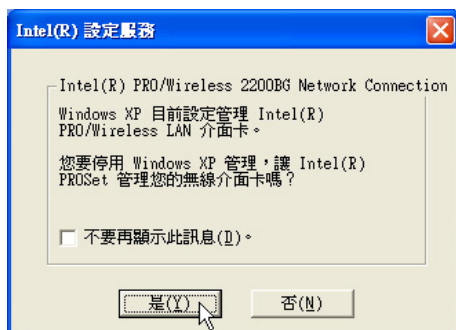 Intel(R) 設定服務
Intel(R) PRO/Wireless 2200BG Network Connection
Windows XP 目前設定管理 Intel(R)
PRO/Wireless LAN 介面卡。
您要停用 Windows XP 管理，讓 Intel(R)
PROSet 管理您的無線介面卡嗎？
不要再顯示此訊息(D)。
是(Y)
否(N)